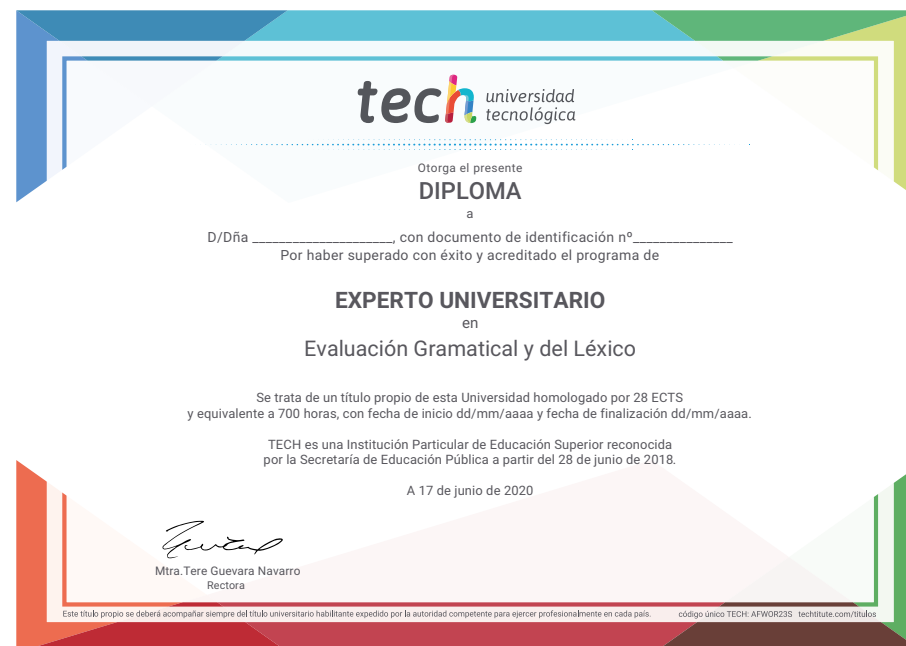 tech universidad
tecnológica
Otorga el presente
DIPLOMA
a
D/Dña _____________________, con documento de identificación nº_______________
Por haber superado con éxito y acreditado el programa de
EXPERTO UNIVERSITARIO
en
Evaluación Gramatical y del Léxico
Se trata de un título propio de esta Universidad homologado por 28 ECTS
y equivalente a 700 horas, con fecha de inicio dd/mm/aaaa y fecha de finalización dd/mm/aaaa.
TECH es una Institución Particular de Educación Superior reconocida
por la Secretaría de Educación Pública a partir del 28 de junio de 2018.
A 17 de junio de 2020
Mtra.Tere Guevara Navarro
Rectora
Este título propio se deberá acompañar siempre del título universitario habilitante expedido por la autoridad competente para ejercer profesionalmente en cada país. código único TECH: AFWOR23S techtitute.com/titulos